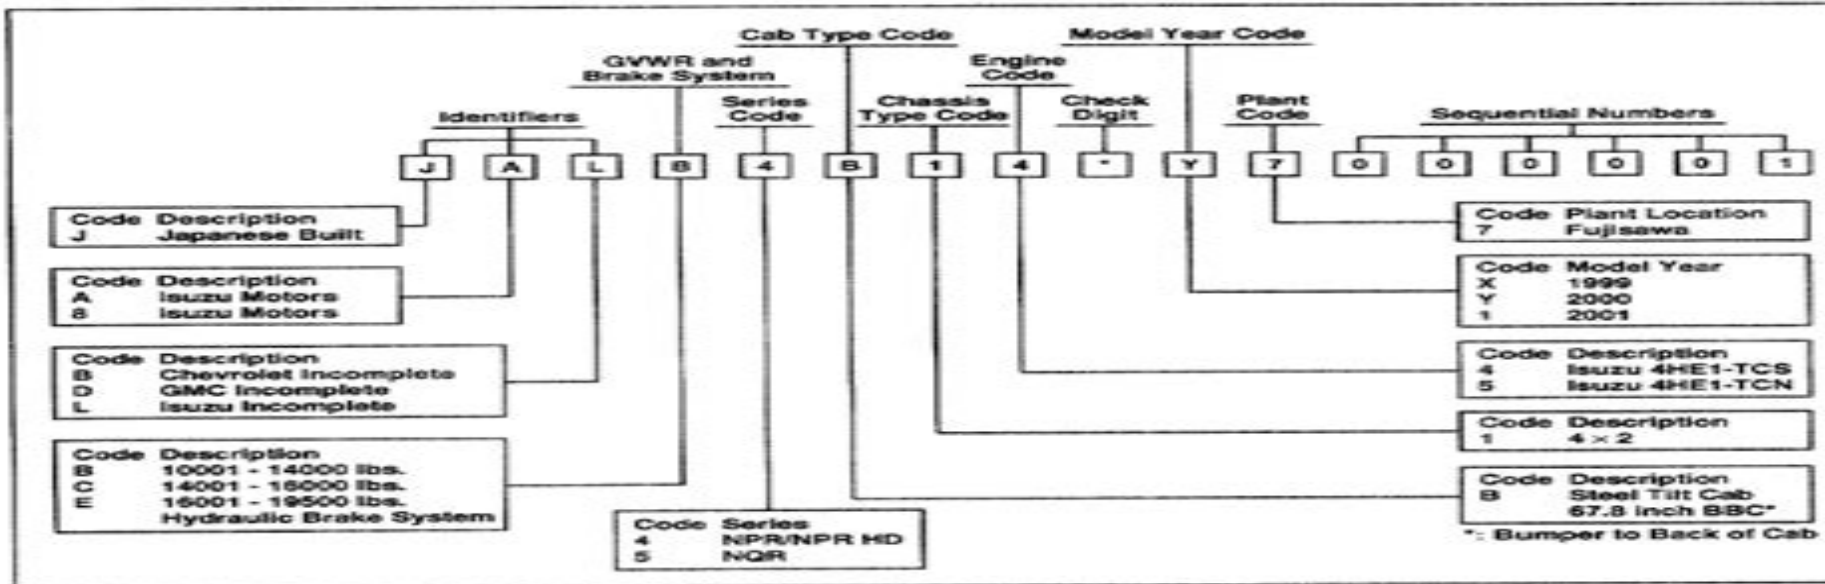 Cab Type Code
Model Year Code
GVWR and
Brake System
Engine
Code
Identifiers
Series
Code
Chassis
Type Code
Check
Digit
Plant
Code
Sequential Numbers
J A L B 4 B 1 4 * Y 7 0 0 0 0 0 1
Code Description
J Japanese Built
Code Description
A Isuzu Motors
8 Isuzu Motors
Code Description
B Chevrolet Incomplete
D GMC Incomplete
L Isuzu Incomplete
Code Description
B 10001 - 14000 lbs.
C 14001 - 16000 lbs.
E 16001 - 19500 lbs.
Hydraulic Brake System
Code Series
4 NPR/NPR HD
5 NQR
Code Plant Location
7 Fujisawa
Code Model Year
X 1999
Y 2000
1 2001
Code Description
4 Isuzu 4HE1-TCS
5 Isuzu 4HE1-TCN
Code Description
1 4 × 2
Code Description
B Steel Tilt Cab
67.8 inch BBC*
*: Bumper to Back of Cab